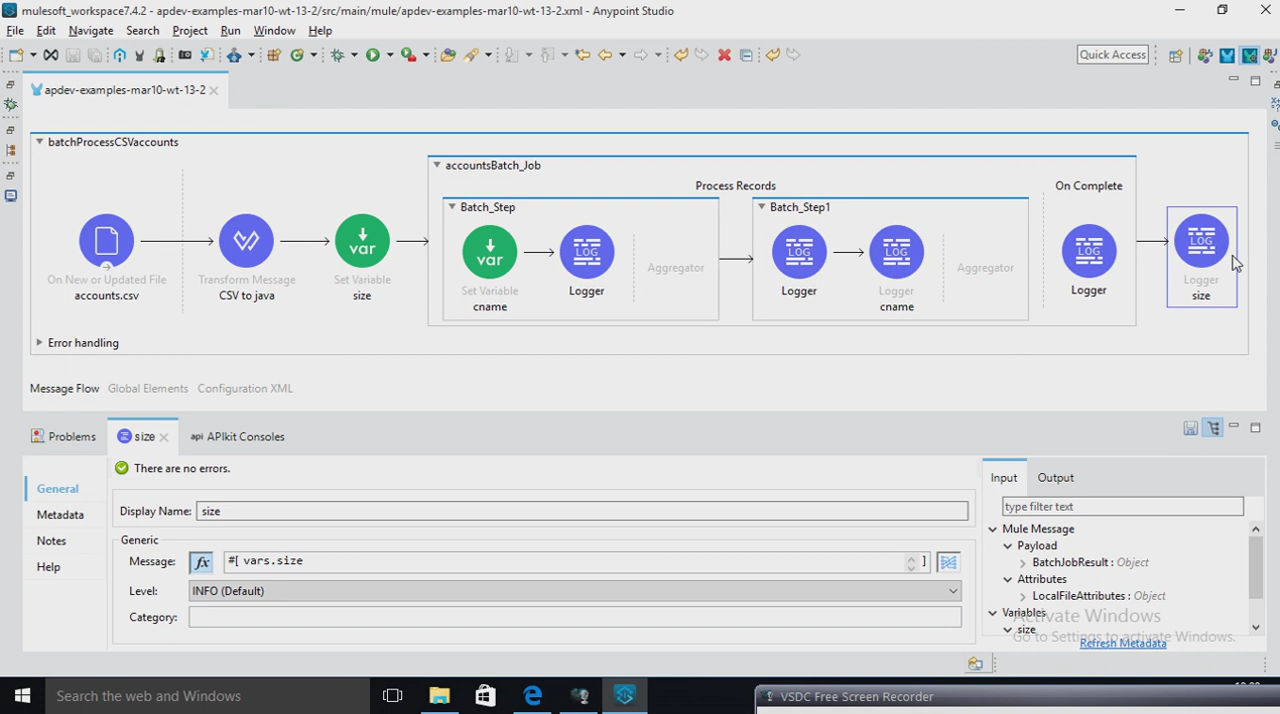 mulesoft_workspace7.4.2 - apdev-examples-mar10-wt-13-2/src/main/mule/apdev-examples-mar10-wt-13-2.xml - Anypoint Studio
File Edit Navigate Search Project Run Window Help
Quick Access
apdev-examples-mar10-wt-13-2
batchProcessCSVaccounts
accountsBatch_Job
Process Records
On Complete
Batch_Step
Batch_Step1
var
var
LOG
LOG
LOG
LOG
LOG
Aggregator
Aggregator
On New or Updated File
accounts.csv
Transform Message
CSV to java
Set Variable
size
Set Variable
cname
Logger
Logger
Logger
cname
Logger
Logger
size
Error handling
Message Flow Global Elements Configuration XML
Problems size api APIkit Consoles
There are no errors.
General
Metadata
Notes
Help
Display Name: size
Generic
Message: fx #[ vars.size ]
Level: INFO (Default)
Category:
Input Output
type filter text
Mule Message
Payload
BatchJobResult : Object
Attributes
LocalFileAttributes : Object
Variables
size
Activate Windows
Go to Settings to activate Windows.
Refresh Metadata
Search the web and Windows
VSDC Free Screen Recorder